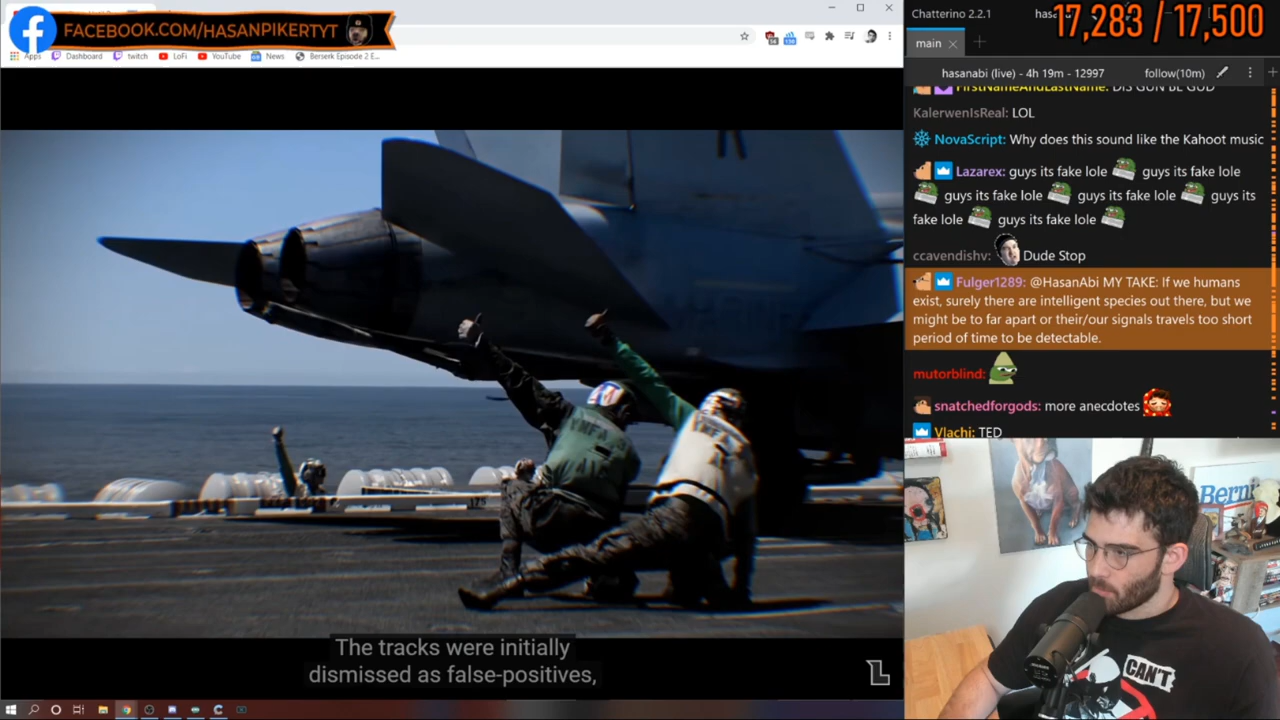 FACEBOOK.COM/HASANPIKERTYT
Apps Dashboard twitch LoFi YouTube News Berserk Episode 2 E...
The tracks were initially
dismissed as false-positives,
Chatterino 2.2.1
17,283 / 17,500
main
hasanabi (live) - 4h 19m - 12997 follow(10m)
FirstNameAndLastName: DIS GUN BE GUD
KalerwenIsReal: LOL
NovaScript: Why does this sound like the Kahoot music
Lazarex: guys its fake lole guys its fake lole
guys its fake lole guys its fake lole guys its
fake lole guys its fake lole
ccavendishv: Dude Stop
Fulger1289: @HasanAbi MY TAKE: If we humans
exist, surely there are intelligent species out there, but we
might be to far apart or their/our signals travels too short
period of time to be detectable.
mutorblind:
snatchedforgods: more anecdotes
Vlachi: TED
Bern
CAN'T